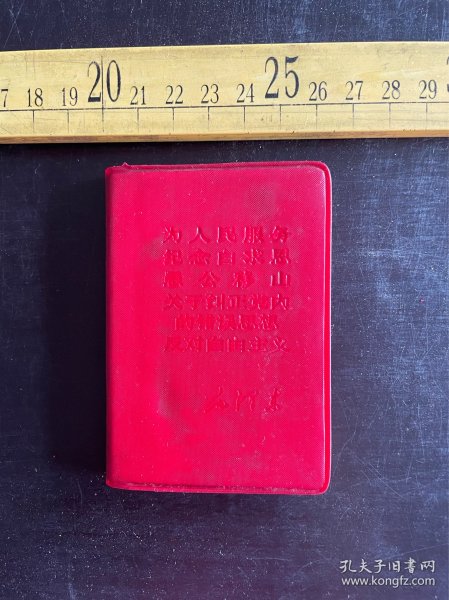 7 18 19 20 21 22 23 24 25 26 27 28 29
为人民服务
纪念白求恩
愚公移山
关于纠正党内
的错误思想
反对自由主义
毛泽东
孔夫子旧书网
www.kongfz.com